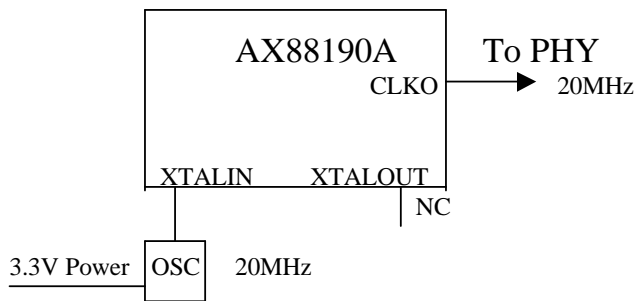 AX88190A To PHY
CLKO 20MHz
XTALIN XTALOUT
NC
3.3V Power OSC 20MHz